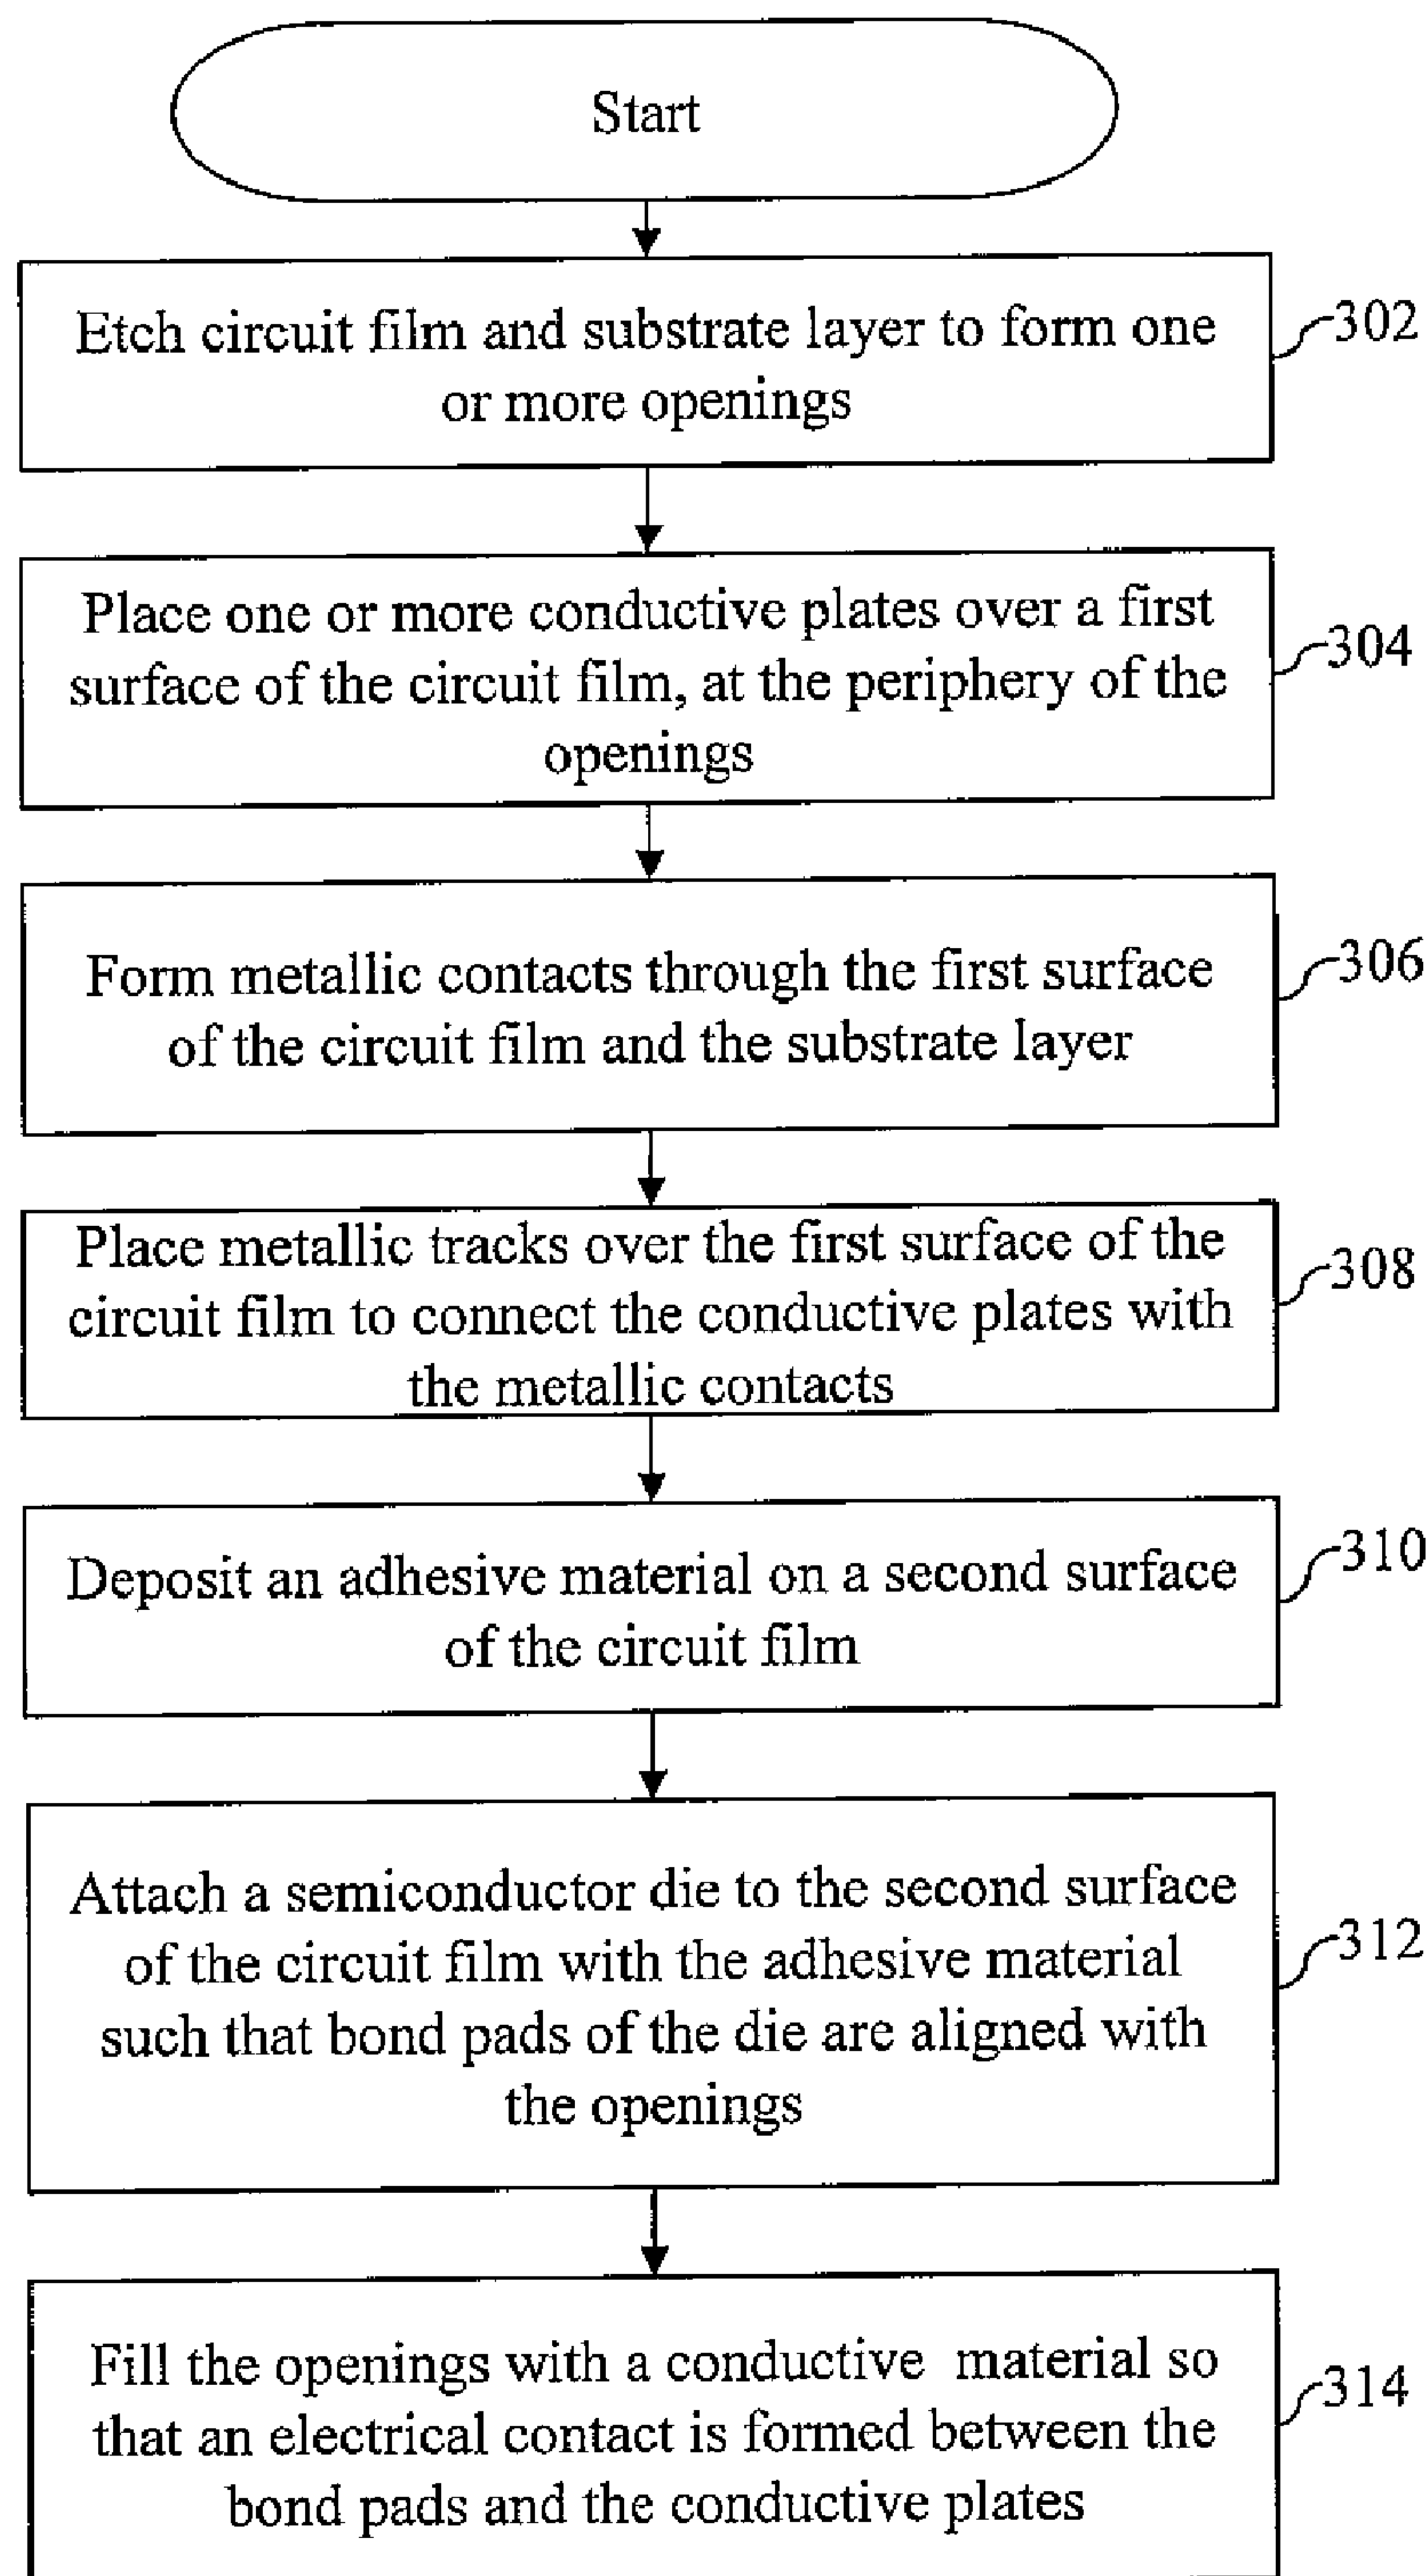 Start
Etch circuit film and substrate layer to form one
or more openings
302
Place one or more conductive plates over a first
surface of the circuit film, at the periphery of the
openings
304
Form metallic contacts through the first surface
of the circuit film and the substrate layer
306
Place metallic tracks over the first surface of the
circuit film to connect the conductive plates with
the metallic contacts
308
Deposit an adhesive material on a second surface
of the circuit film
310
Attach a semiconductor die to the second surface
of the circuit film with the adhesive material
such that bond pads of the die are aligned with
the openings
312
Fill the openings with a conductive material so
that an electrical contact is formed between the
bond pads and the conductive plates
314